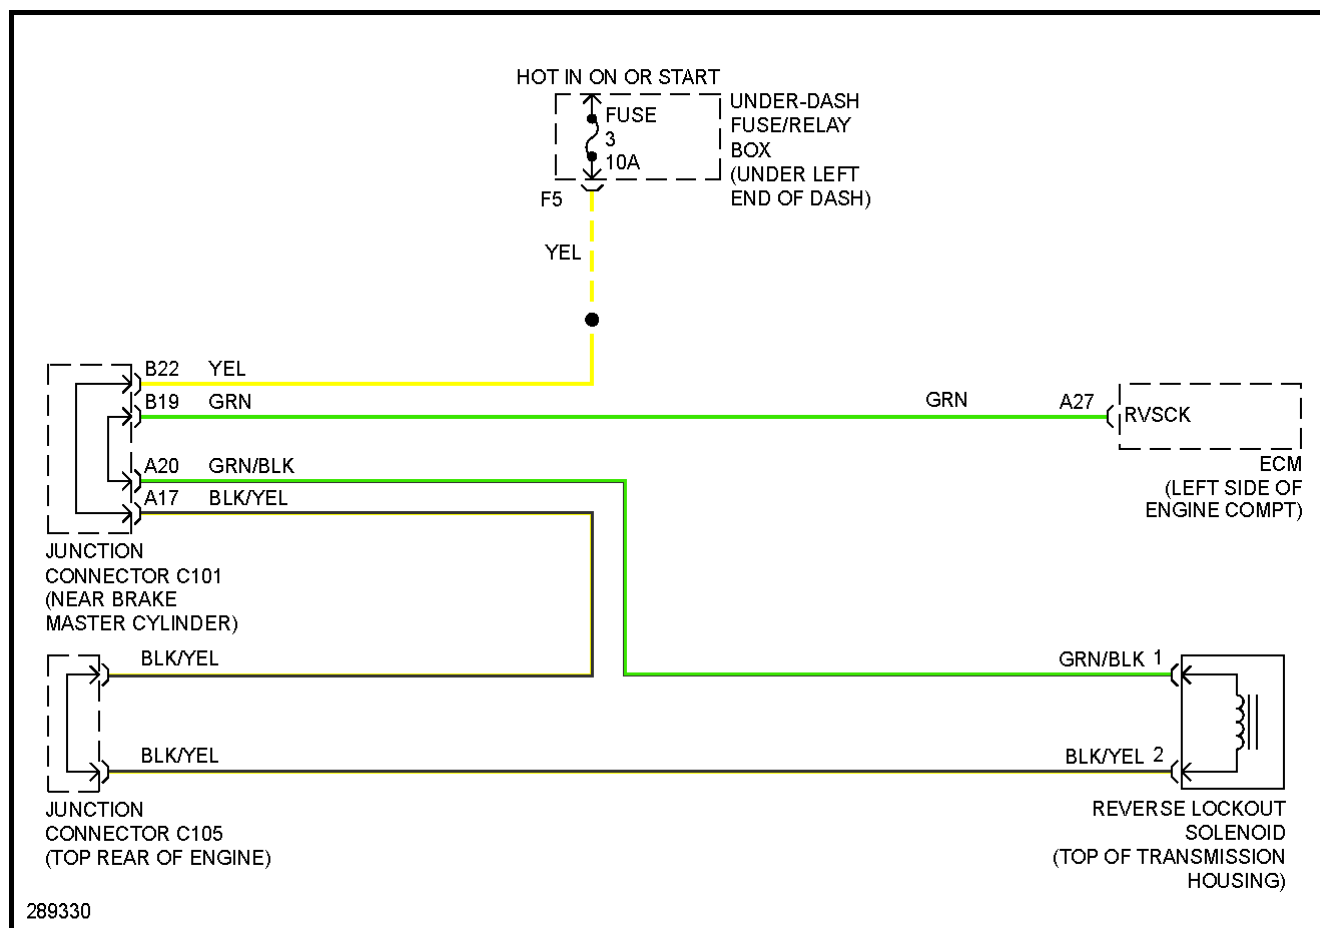 HOT IN ON OR START
FUSE
3
10A
UNDER-DASH
FUSE/RELAY
BOX
(UNDER LEFT
END OF DASH)
F5
YEL
B22 YEL
B19 GRN
GRN A27
RVSCK
A20 GRN/BLK
A17 BLK/YEL
ECM
(LEFT SIDE OF
ENGINE COMPT)
JUNCTION
CONNECTOR C101
(NEAR BRAKE
MASTER CYLINDER)
BLK/YEL
GRN/BLK 1
BLK/YEL
BLK/YEL 2
JUNCTION
CONNECTOR C105
(TOP REAR OF ENGINE)
REVERSE LOCKOUT
SOLENOID
(TOP OF TRANSMISSION
HOUSING)
289330